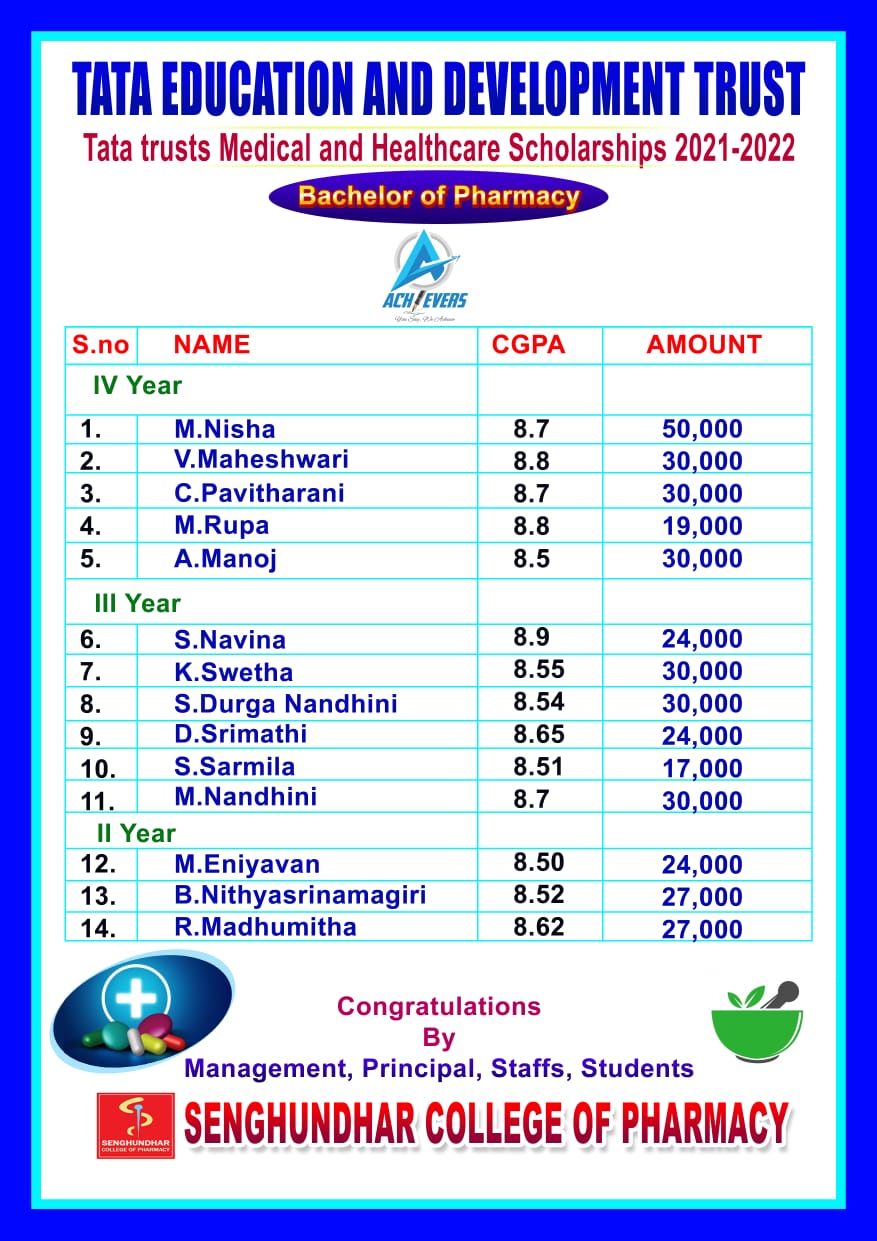 TATA EDUCATION AND DEVELOPMENT TRUST
Tata trusts Medical and Healthcare Scholarships 2021-2022
Bachelor of Pharmacy
ACHIEVERS
You Say, We Achieve
S.no NAME CGPA AMOUNT
IV Year
1. M.Nisha 8.7 50,000
2. V.Maheshwari 8.8 30,000
3. C.Pavitharani 8.7 30,000
4. M.Rupa 8.8 19,000
5. A.Manoj 8.5 30,000
III Year
6. S.Navina 8.9 24,000
7. K.Swetha 8.55 30,000
8. S.Durga Nandhini 8.54 30,000
9. D.Srimathi 8.65 24,000
10. S.Sarmila 8.51 17,000
11. M.Nandhini 8.7 30,000
II Year
12. M.Eniyavan 8.50 24,000
13. B.Nithyasrinamagiri 8.52 27,000
14. R.Madhumitha 8.62 27,000
Congratulations
By
Management, Principal, Staffs, Students
SENGHUNDHAR
COLLEGE OF PHARMACY
SENGHUNDHAR COLLEGE OF PHARMACY